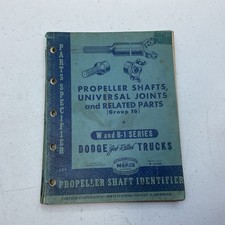 PARTS SPECIFIER
PROPELLER SHAFTS,
UNIVERSAL JOINTS
and RELATED PARTS
(Group 16)
W and B-1 SERIES
DODGE "Job-Rated" TRUCKS
MOPAR
PROPELLER SHAFT IDENTIFIER